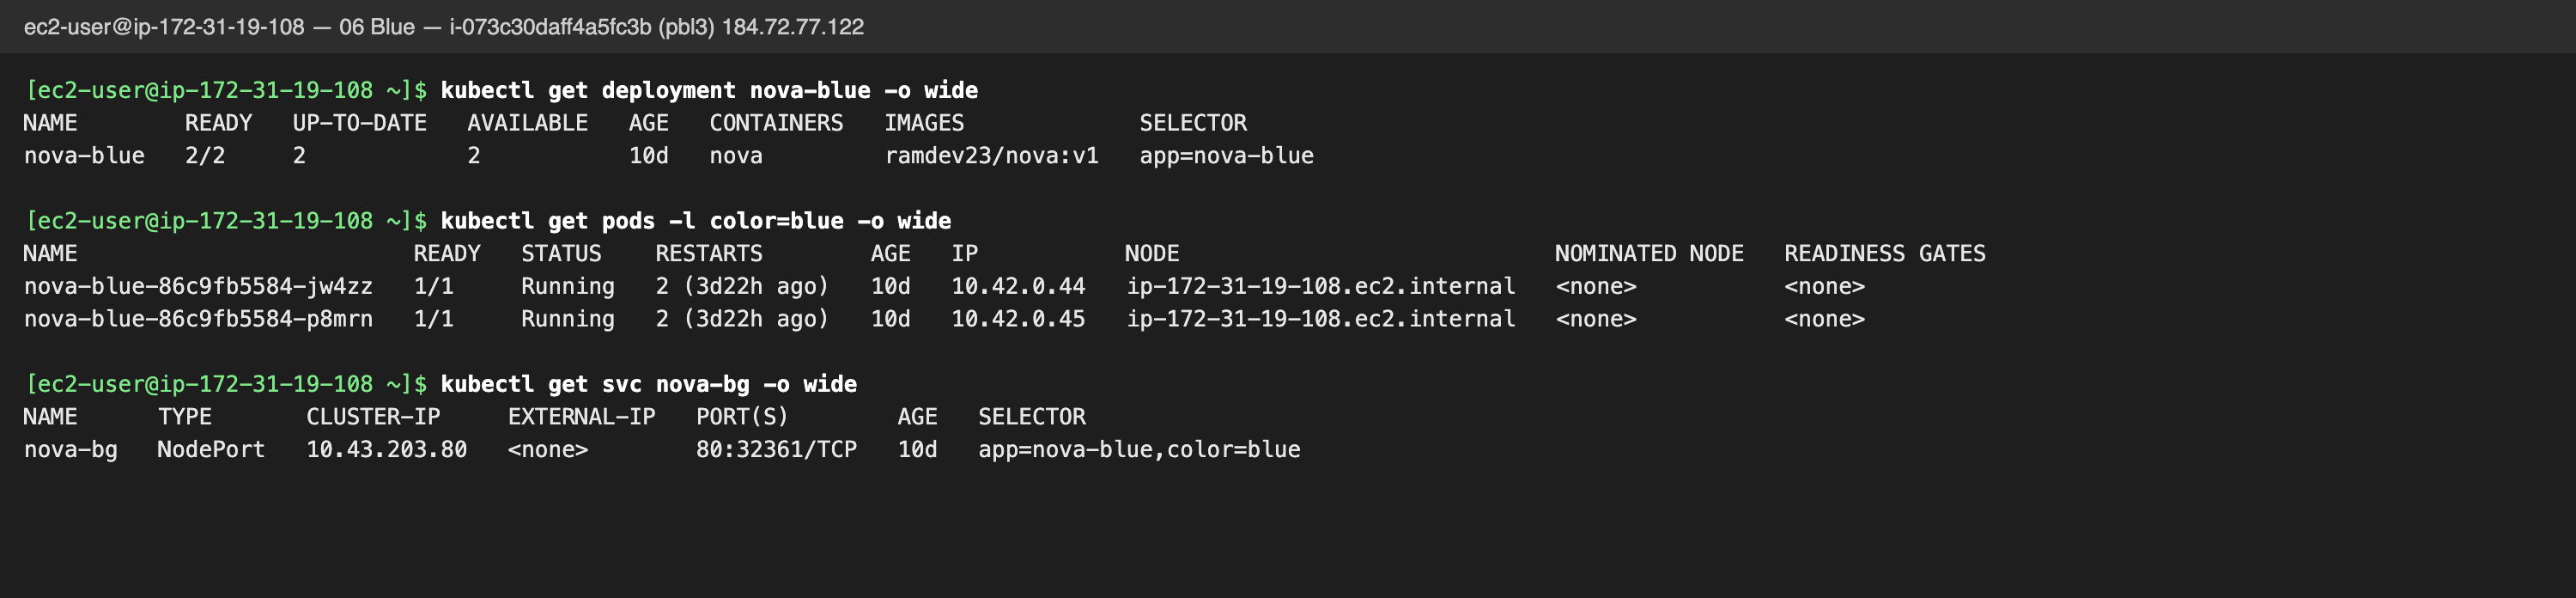 ec2-user@ip-172-31-19-108 — 06 Blue — i-073c30daff4a5fc3b (pbl3) 184.72.77.122
[ec2-user@ip-172-31-19-108 ~]$ kubectl get deployment nova-blue -o wide
NAME        READY   UP-TO-DATE   AVAILABLE   AGE   CONTAINERS   IMAGES             SELECTOR
nova-blue   2/2     2            2           10d   nova         ramdev23/nova:v1   app=nova-blue
[ec2-user@ip-172-31-19-108 ~]$ kubectl get pods -l color=blue -o wide
NAME                         READY   STATUS    RESTARTS        AGE   IP           NODE                            NOMINATED NODE   READINESS GATES
nova-blue-86c9fb5584-jw4zz   1/1     Running   2 (3d22h ago)   10d   10.42.0.44   ip-172-31-19-108.ec2.internal   <none>           <none>
nova-blue-86c9fb5584-p8mrn   1/1     Running   2 (3d22h ago)   10d   10.42.0.45   ip-172-31-19-108.ec2.internal   <none>           <none>
[ec2-user@ip-172-31-19-108 ~]$ kubectl get svc nova-bg -o wide
NAME      TYPE       CLUSTER-IP     EXTERNAL-IP   PORT(S)        AGE   SELECTOR
nova-bg   NodePort   10.43.203.80   <none>        80:32361/TCP   10d   app=nova-blue,color=blue